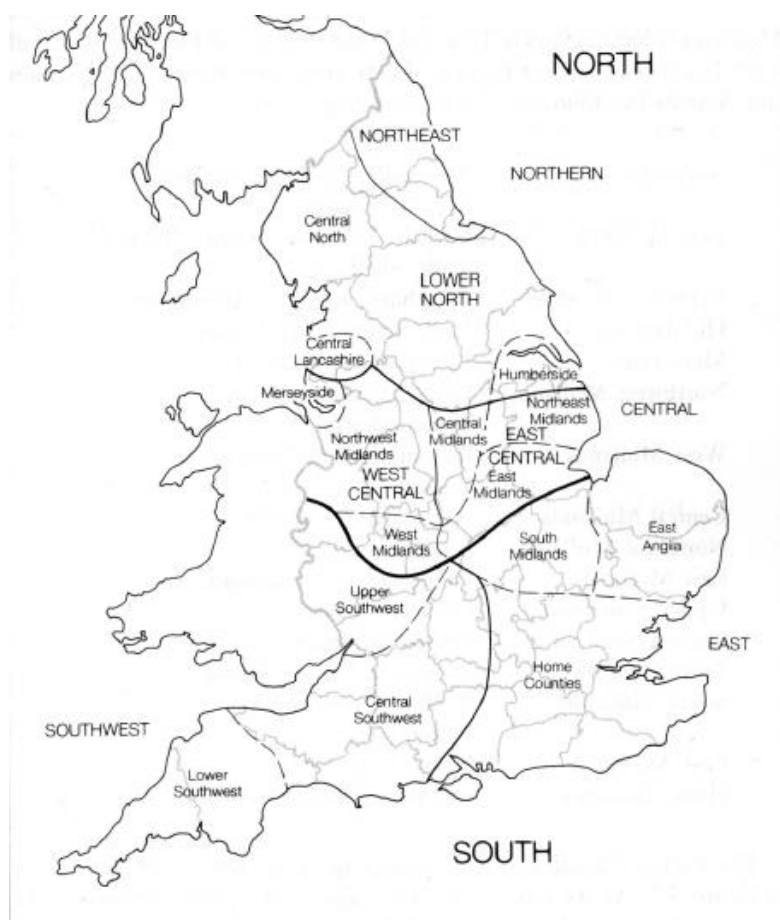 NORTH
NORTHEAST
NORTHERN
Central
North
LOWER
NORTH
Central
Lancashire
Humberside
Merseyside
Northeast
Midlands
CENTRAL
Central
Midlands
Northwest
Midlands
EAST
CENTRAL
WEST
CENTRAL
East
Midlands
West
Midlands
South
Midlands
East
Anglia
Upper
Southwest
EAST
Home
Counties
Central
Southwest
SOUTHWEST
Lower
Southwest
SOUTH